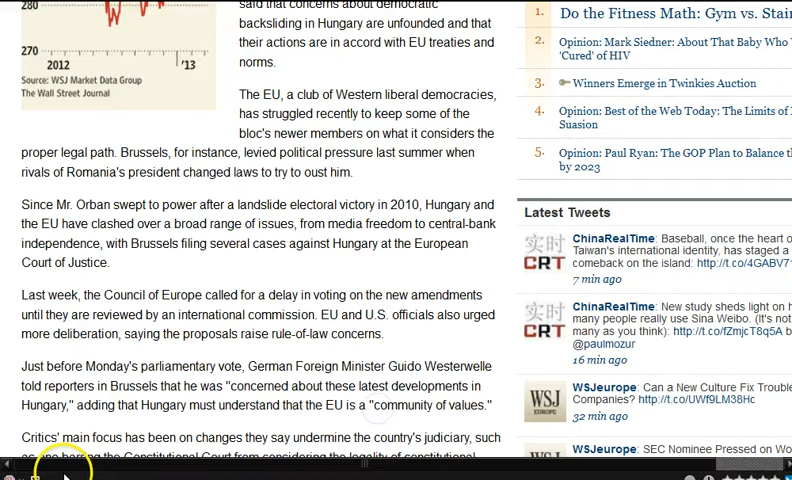 280
270
2012
'13
Source: WSJ Market Data Group
The Wall Street Journal
said that concerns about democratic
backsliding in Hungary are unfounded and that
their actions are in accord with EU treaties and
norms.
The EU, a club of Western liberal democracies,
has struggled recently to keep some of the
bloc's newer members on what it considers the
proper legal path. Brussels, for instance, levied political pressure last summer when
rivals of Romania's president changed laws to try to oust him.
Since Mr. Orban swept to power after a landslide electoral victory in 2010, Hungary and
the EU have clashed over a broad range of issues, from media freedom to central-bank
independence, with Brussels filing several cases against Hungary at the European
Court of Justice.
Last week, the Council of Europe called for a delay in voting on the new amendments
until they are reviewed by an international commission. EU and U.S. officials also urged
more deliberation, saying the proposals raise rule-of-law concerns.
Just before Monday's parliamentary vote, German Foreign Minister Guido Westerwelle
told reporters in Brussels that he was "concerned about these latest developments in
Hungary," adding that Hungary must understand that the EU is a "community of values."
Critics' main focus has been on changes they say undermine the country's judiciary, such
as one barring the Constitutional Court from considering the legality of constitutional
1. Do the Fitness Math: Gym vs. Stair
2. Opinion: Mark Siedner: About That Baby Who
'Cured' of HIV
3. Winners Emerge in Twinkies Auction
4. Opinion: Best of the Web Today: The Limits of
Suasion
5. Opinion: Paul Ryan: The GOP Plan to Balance
by 2023
Latest Tweets
实时
CRT
ChinaRealTime: Baseball, once the heart o
Taiwan's international identity, has staged a
comeback on the island: http://t.co/4GABV7
7 min ago
实时
CRT
ChinaRealTime: New study sheds light on h
many people really use Sina Weibo. (It's not
many as you think): http://t.co/fZmjcT8q5A b
@paulmozur
16 min ago
WSJ
EUROPE
WSJeurope: Can a New Culture Fix Trouble
Companies? http://t.co/UWf9LM38Hc
32 min ago
WSJeurope: SEC Nominee Pressed on Wo